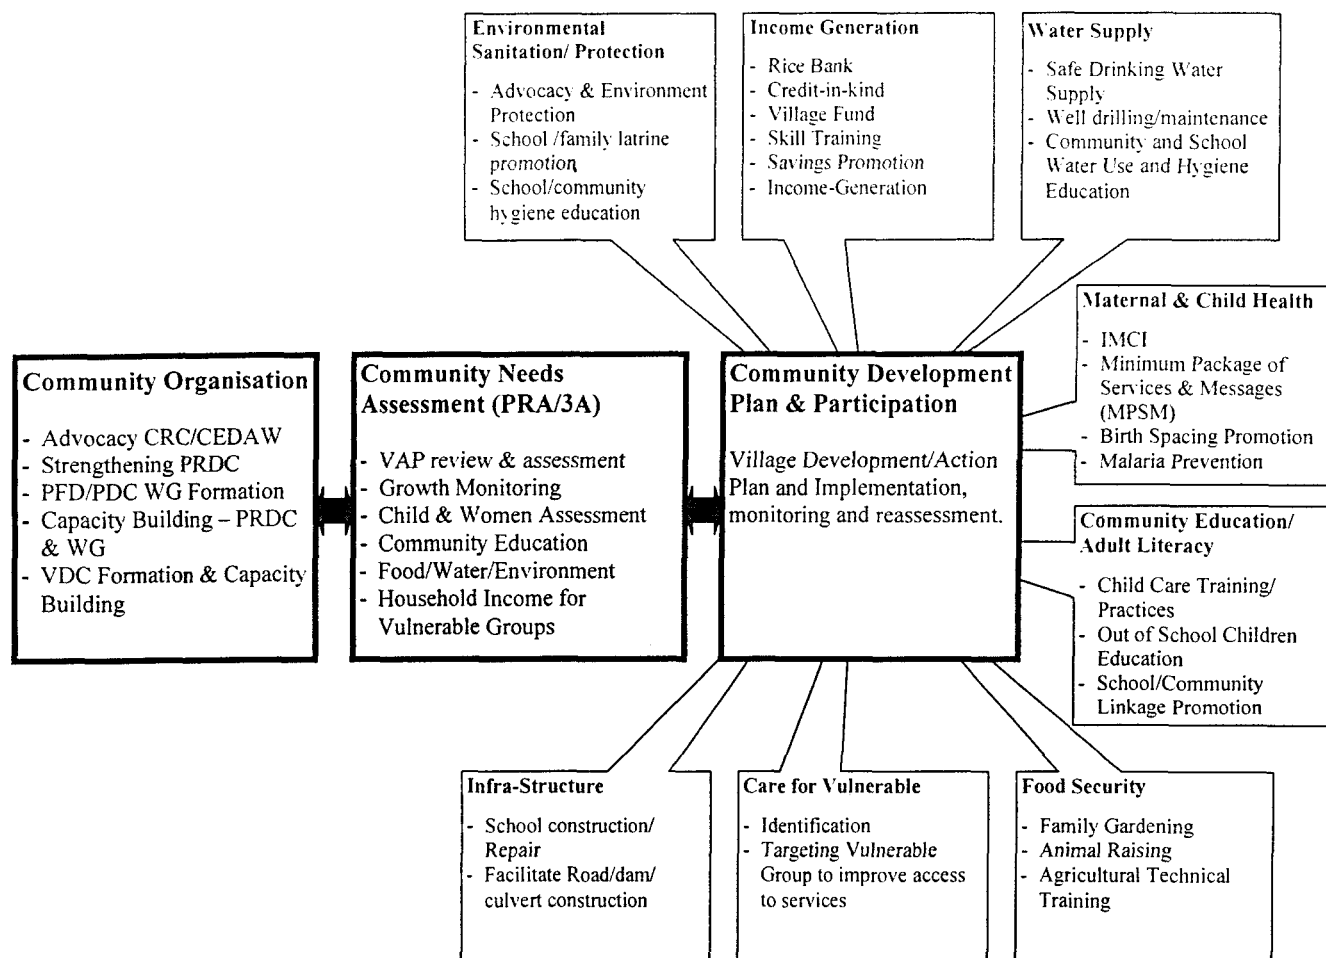 Environmental
Sanitation/ Protection
- Advocacy & Environment
Protection
- School /family latrine
promotion
- School/community
hygiene education
Income Generation
- Rice Bank
- Credit-in-kind
- Village Fund
- Skill Training
- Savings Promotion
- Income-Generation
Water Supply
- Safe Drinking Water
Supply
- Well drilling/maintenance
- Community and School
Water Use and Hygiene
Education
Maternal & Child Health
- IMCI
- Minimum Package of
Services & Messages
(MPSM)
- Birth Spacing Promotion
- Malaria Prevention
Community Organisation
- Advocacy CRC/CEDAW
- Strengthening PRDC
- PFD/PDC WG Formation
- Capacity Building – PRDC
& WG
- VDC Formation & Capacity
Building
Community Needs
Assessment (PRA/3A)
- VAP review & assessment
- Growth Monitoring
- Child & Women Assessment
- Community Education
- Food/Water/Environment
- Household Income for
Vulnerable Groups
Community Development
Plan & Participation
Village Development/Action
Plan and Implementation,
monitoring and reassessment.
Community Education/
Adult Literacy
- Child Care Training/
Practices
- Out of School Children
Education
- School/Community
Linkage Promotion
Infra-Structure
- School construction/
Repair
- Facilitate Road/dam/
culvert construction
Care for Vulnerable
- Identification
- Targeting Vulnerable
Group to improve access
to services
Food Security
- Family Gardening
- Animal Raising
- Agricultural Technical
Training